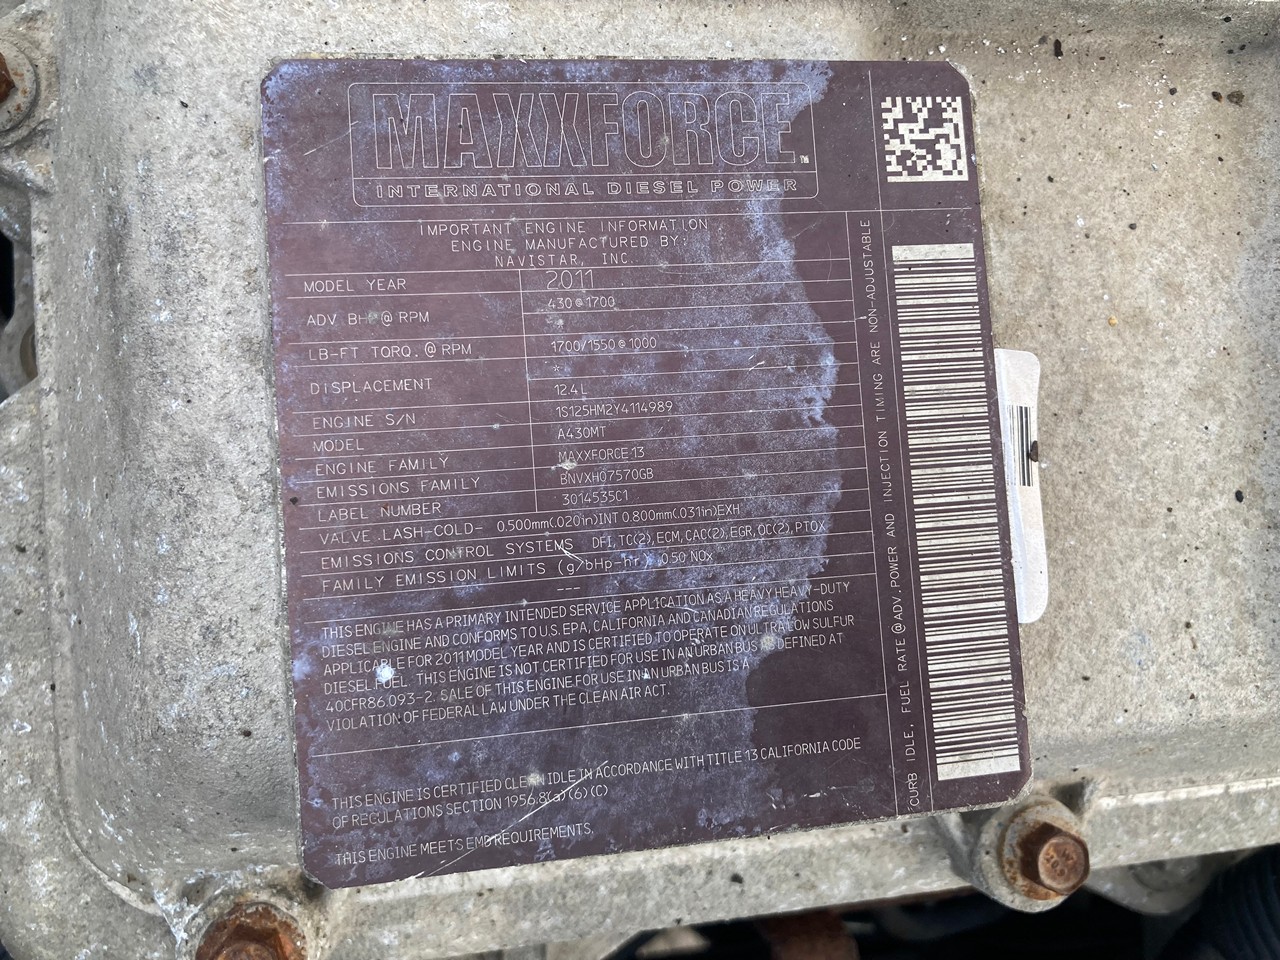 MAXXFORCE™
INTERNATIONAL DIESEL POWER
IMPORTANT ENGINE INFORMATION
ENGINE MANUFACTURED BY:
NAVISTAR, INC.
MODEL YEAR 2011
ADV. BHP @ RPM 430@1700
LB-FT TORQ.@ RPM 1700/1550@1000
*
DISPLACEMENT 12.4L
ENGINE S/N 1S125HM2Y4114989
MODEL A430MT
ENGINE FAMILY MAXXFORCE 13
EMISSIONS FAMILY BNVXH07570GB
LABEL NUMBER 3014535C1
VALVE LASH-COLD- 0.500mm(.020in)INT 0.800mm(.031in)EXH
EMISSIONS CONTROL SYSTEMS DFI,TC(2),ECM,CAC(2),EGR,OC(2),PTOX
FAMILY EMISSION LIMITS (g/bHp-hr) 0.50 NOx
---
THIS ENGINE HAS A PRIMARY INTENDED SERVICE APPLICATION AS A HEAVY HEAVY-DUTY
DIESEL ENGINE AND CONFORMS TO U.S. EPA, CALIFORNIA AND CANADIAN REGULATIONS
APPLICABLE FOR 2011 MODEL YEAR AND IS CERTIFIED TO OPERATE ON ULTRA LOW SULFUR
DIESEL FUEL. THIS ENGINE IS NOT CERTIFIED FOR USE IN AN URBAN BUS AS DEFINED AT
40CFR86.093-2. SALE OF THIS ENGINE FOR USE IN AN URBAN BUS IS A
VIOLATION OF FEDERAL LAW UNDER THE CLEAN AIR ACT.
THIS ENGINE IS CERTIFIED CLEAN IDLE IN ACCORDANCE WITH TITLE 13 CALIFORNIA CODE
OF REGULATIONS SECTION 1956.8(a)(6)(C)
THIS ENGINE MEETS EMD REQUIREMENTS.
CURB IDLE, FUEL RATE @ADV.POWER AND INJECTION TIMING ARE NON-ADJUSTABLE